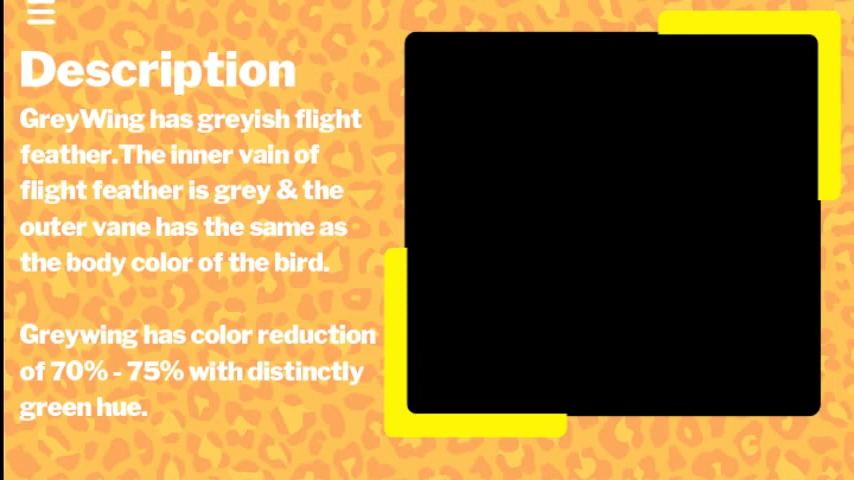 Description
GreyWing has greyish flight
feather.The inner vain of
flight feather is grey & the
outer vane has the same as
the body color of the bird.
Greywing has color reduction
of 70% - 75% with distinctly
green hue.